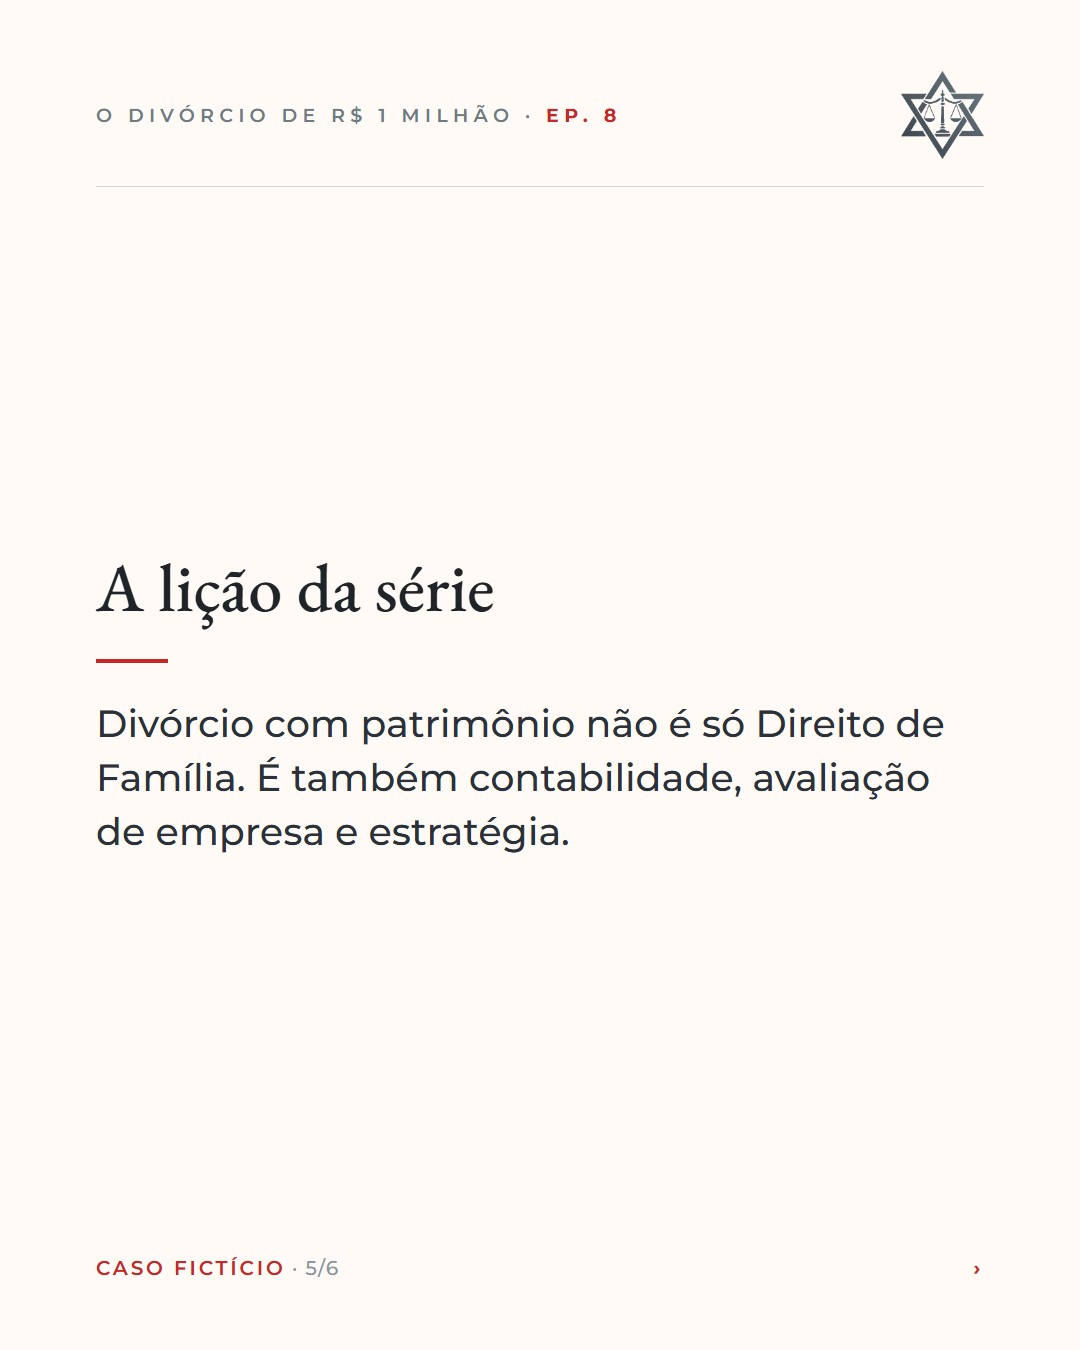 O DIVÓRCIO DE R$ 1 MILHÃO · EP. 8
A lição da série
Divórcio com patrimônio não é só Direito de
Família. É também contabilidade, avaliação
de empresa e estratégia.
CASO FICTÍCIO · 5/6 ›